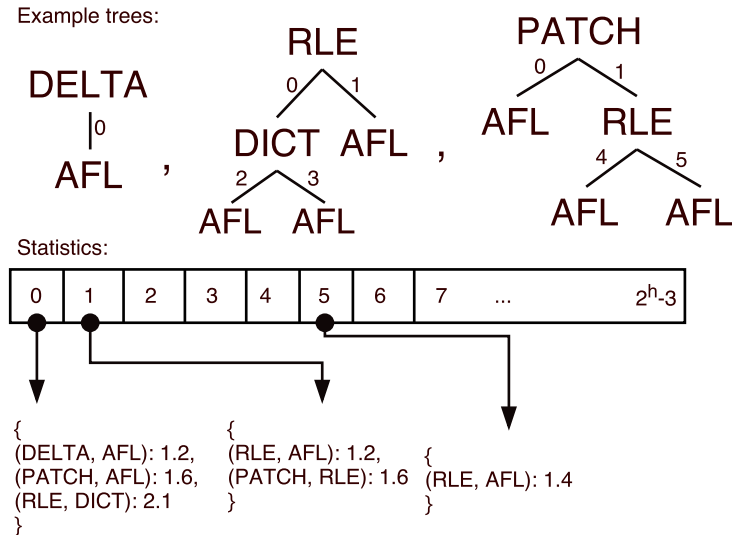 Example trees:
RLE
PATCH
DELTA
0
1
0
1
0
DICT
AFL
AFL
RLE
AFL
,
,
2
3
4
5
AFL
AFL
AFL
AFL
Statistics:
0 1 2 3 4 5 6 7 ... 2^h-3
{
(DELTA, AFL): 1.2,
(PATCH, AFL): 1.6,
(RLE, DICT): 2.1
}
{
(RLE, AFL): 1.2,
(PATCH, RLE): 1.6
}
{
(RLE, AFL): 1.4
}